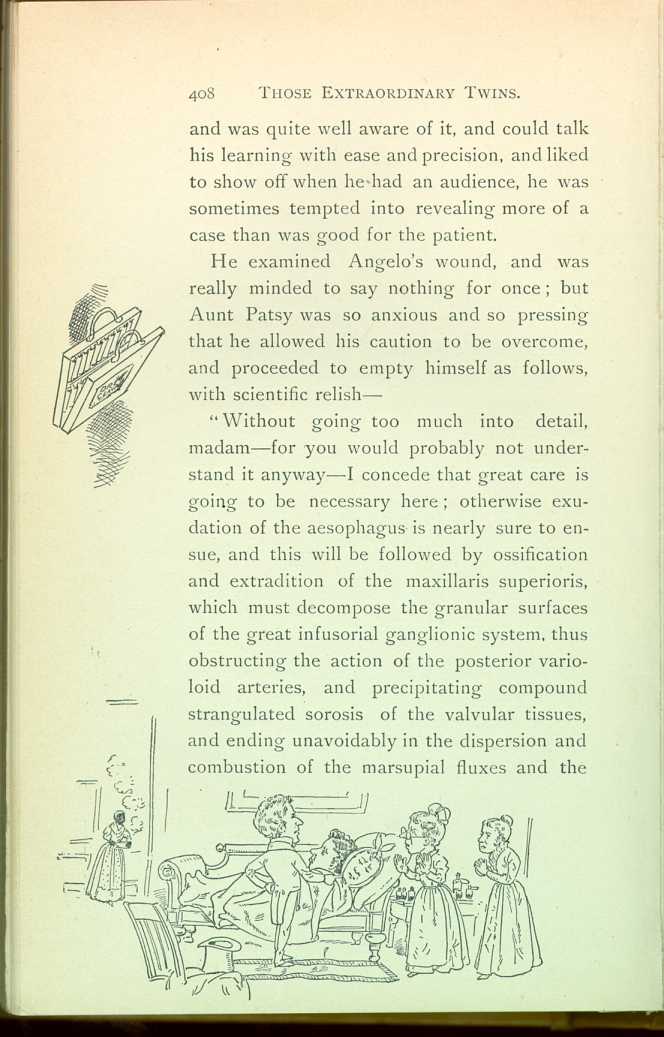 408 THOSE EXTRAORDINARY TWINS.
and was quite well aware of it, and could talk
his learning with ease and precision, and liked
to show off when he had an audience, he was
sometimes tempted into revealing more of a
case than was good for the patient.
He examined Angelo's wound, and was
really minded to say nothing for once; but
Aunt Patsy was so anxious and so pressing
that he allowed his caution to be overcome,
and proceeded to empty himself as follows,
with scientific relish—
"Without going too much into detail,
madam—for you would probably not under-
stand it anyway—I concede that great care is
going to be necessary here; otherwise exu-
dation of the aesophagus is nearly sure to en-
sue, and this will be followed by ossification
and extradition of the maxillaris superioris,
which must decompose the granular surfaces
of the great infusorial ganglionic system, thus
obstructing the action of the posterior vario-
loid arteries, and precipitating compound
strangulated sorosis of the valvular tissues,
and ending unavoidably in the dispersion and
combustion of the marsupial fluxes and the